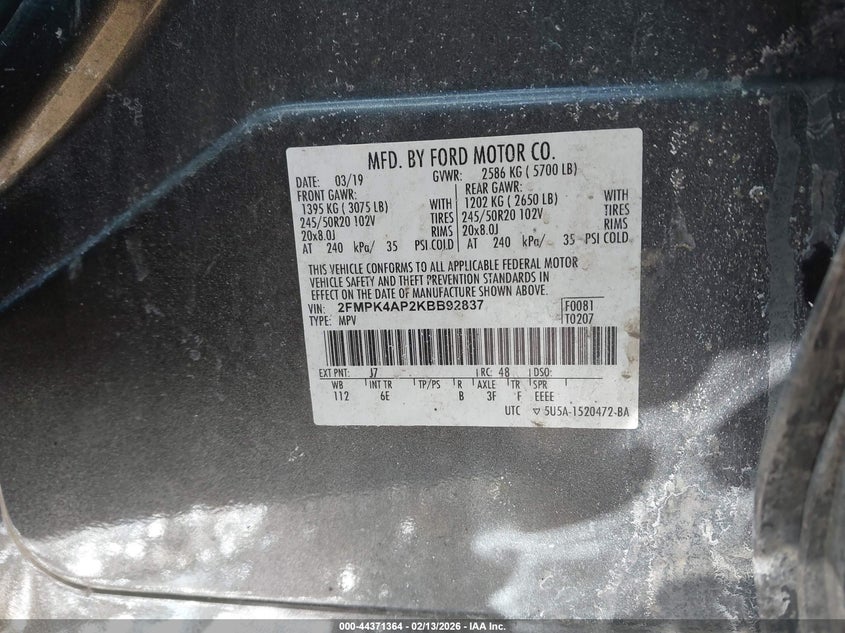 MFD. BY FORD MOTOR CO.
DATE: 03/19 GVWR: 2586 KG ( 5700 LB)
FRONT GAWR: REAR GAWR:
1395 KG ( 3075 LB) WITH 1202 KG ( 2650 LB) WITH
245/50R20 102V TIRES 245/50R20 102V TIRES
20x8.0J RIMS 20x8.0J RIMS
AT 240 kPa/ 35 PSI COLD AT 240 kPa/ 35 PSI COLD
THIS VEHICLE CONFORMS TO ALL APPLICABLE FEDERAL MOTOR
VEHICLE SAFETY AND THEFT PREVENTION STANDARDS IN
EFFECT ON THE DATE OF MANUFACTURE SHOWN ABOVE.
VIN: 2FMPK4AP2KBB92837 F0081
TYPE: MPV T0207
EXT PNT: J7 RC: 48 DSO:
WB INT TR TP/PS R AXLE TR SPR
112 6E B 3F F EEEE
UTC ▽ 5U5A-1520472-BA
000-44371364 - 02/13/2026 - IAA Inc.